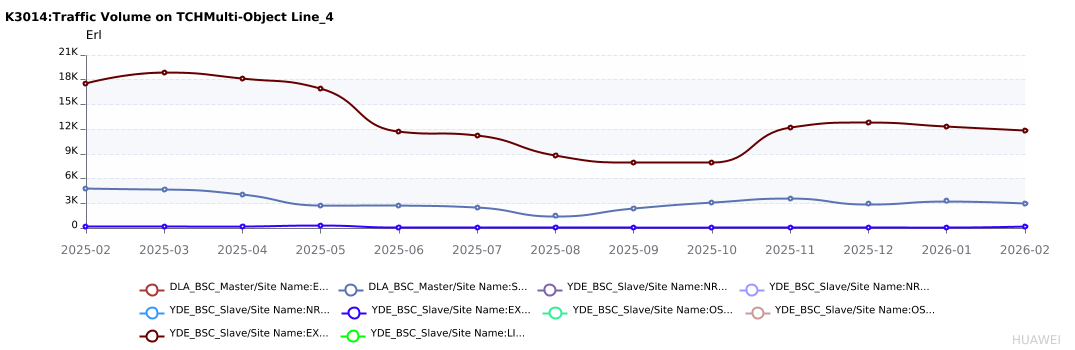 K3014:Traffic Volume on TCHMulti-Object Line_4
Erl
21K
18K
15K
12K
9K
6K
3K
0
2025-02 2025-03 2025-04 2025-05 2025-06 2025-07 2025-08 2025-09 2025-10 2025-11 2025-12 2026-01 2026-02
DLA_BSC_Master/Site Name:E... DLA_BSC_Master/Site Name:S... YDE_BSC_Slave/Site Name:NR... YDE_BSC_Slave/Site Name:NR...
YDE_BSC_Slave/Site Name:NR... YDE_BSC_Slave/Site Name:EX... YDE_BSC_Slave/Site Name:OS... YDE_BSC_Slave/Site Name:OS...
YDE_BSC_Slave/Site Name:EX... YDE_BSC_Slave/Site Name:LI...
HUAWEI